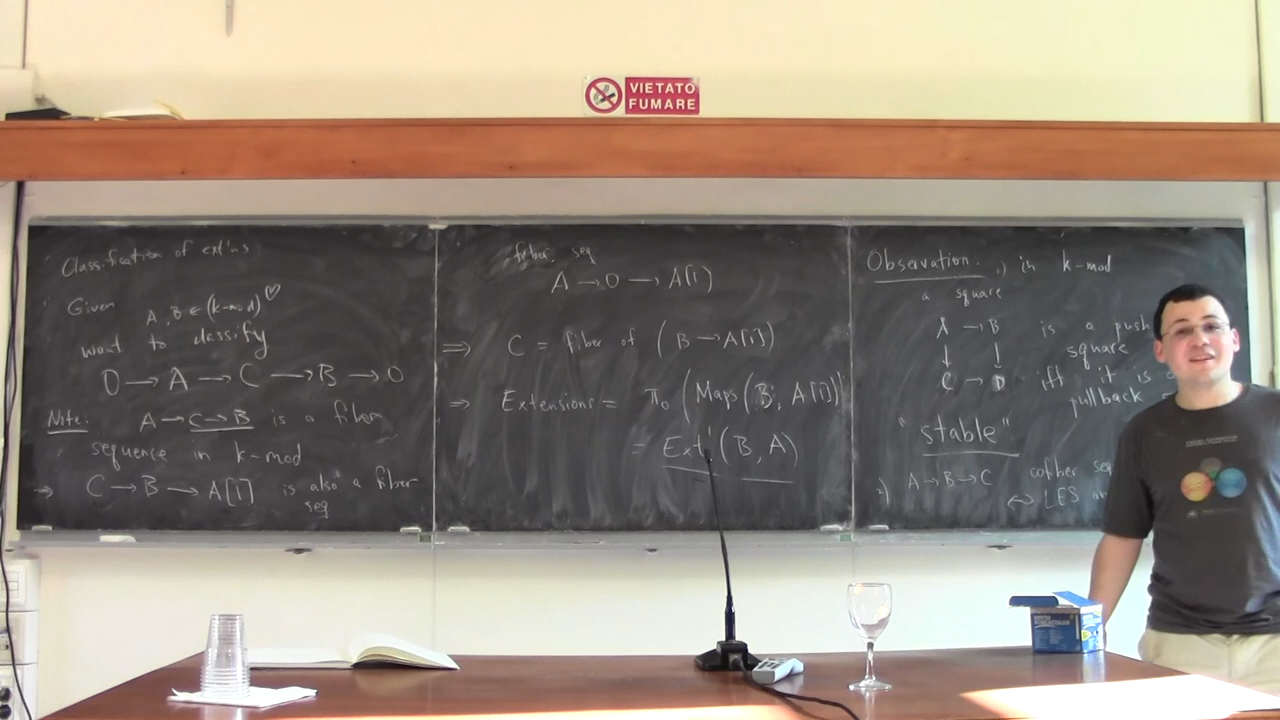 VIETATO
FUMARE
Classification of ext'ns
Given
A, B ∈ (k-mod)♡
want to classify
0 → A → C → B → 0
Note. A → C → B is a fiber
sequence in k-mod
⇒ C → B → A[1] is also a fiber
seq
fiber seq
A → 0 → A[1]
⇒ C = fiber of (B → A[1])
⇒ Extensions = π₀ (Maps(B, A[1]))
= Ext¹(B, A)
Observation. 1) in k-mod
a square
A → B is a push
↓ ↓ square
C → D iff it is
pullback
"stable"
2) A → B → C cofiber seq
↔ LES